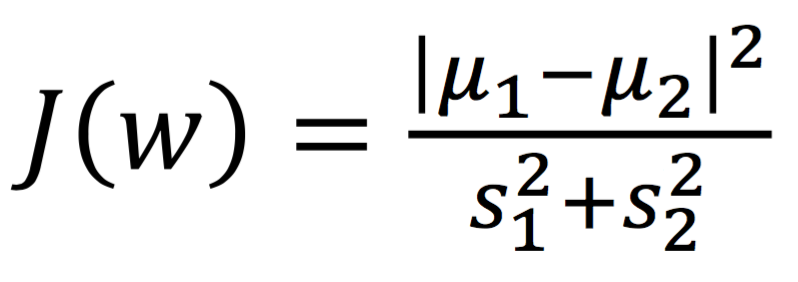 J(w) = |μ₁−μ₂|² / s₁²+s₂²